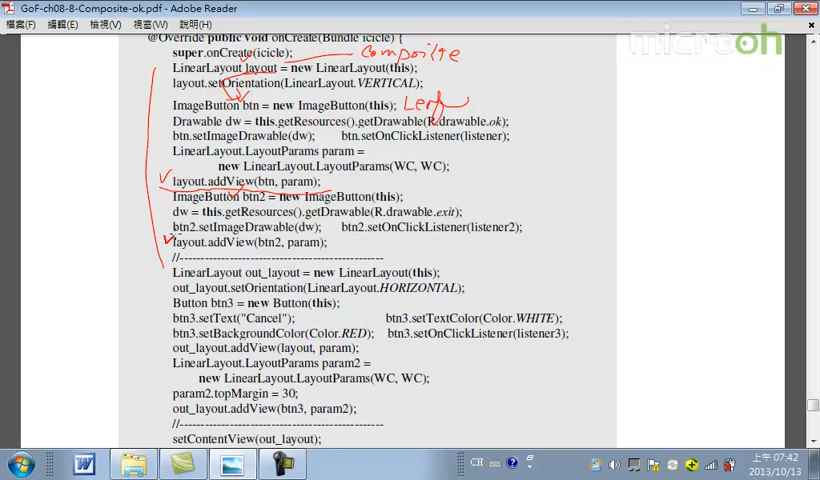 GoF-ch08-8-Composite-ok.pdf - Adobe Reader
檔案(F) 編輯(E) 檢視(V) 視窗(W) 說明(H)
microoh
@Override public void onCreate(Bundle icicle) {
super.onCreate(icicle);
composite
LinearLayout layout = new LinearLayout(this);
layout.setOrientation(LinearLayout.VERTICAL);
ImageButton btn = new ImageButton(this);
Leaf
Drawable dw = this.getResources().getDrawable(R.drawable.ok);
btn.setImageDrawable(dw); btn.setOnClickListener(listener);
LinearLayout.LayoutParams param =
new LinearLayout.LayoutParams(WC, WC);
layout.addView(btn, param);
ImageButton btn2 = new ImageButton(this);
dw = this.getResources().getDrawable(R.drawable.exit);
btn2.setImageDrawable(dw); btn2.setOnClickListener(listener2);
layout.addView(btn2, param);
//----------------------------------------
LinearLayout out_layout = new LinearLayout(this);
out_layout.setOrientation(LinearLayout.HORIZONTAL);
Button btn3 = new Button(this);
btn3.setText("Cancel"); btn3.setTextColor(Color.WHITE);
btn3.setBackgroundColor(Color.RED); btn3.setOnClickListener(listener3);
out_layout.addView(layout, param);
LinearLayout.LayoutParams param2 =
new LinearLayout.LayoutParams(WC, WC);
param2.topMargin = 30;
out_layout.addView(btn3, param2);
//----------------------------------------
setContentView(out_layout);
CH
上午 07:42
2013/10/13